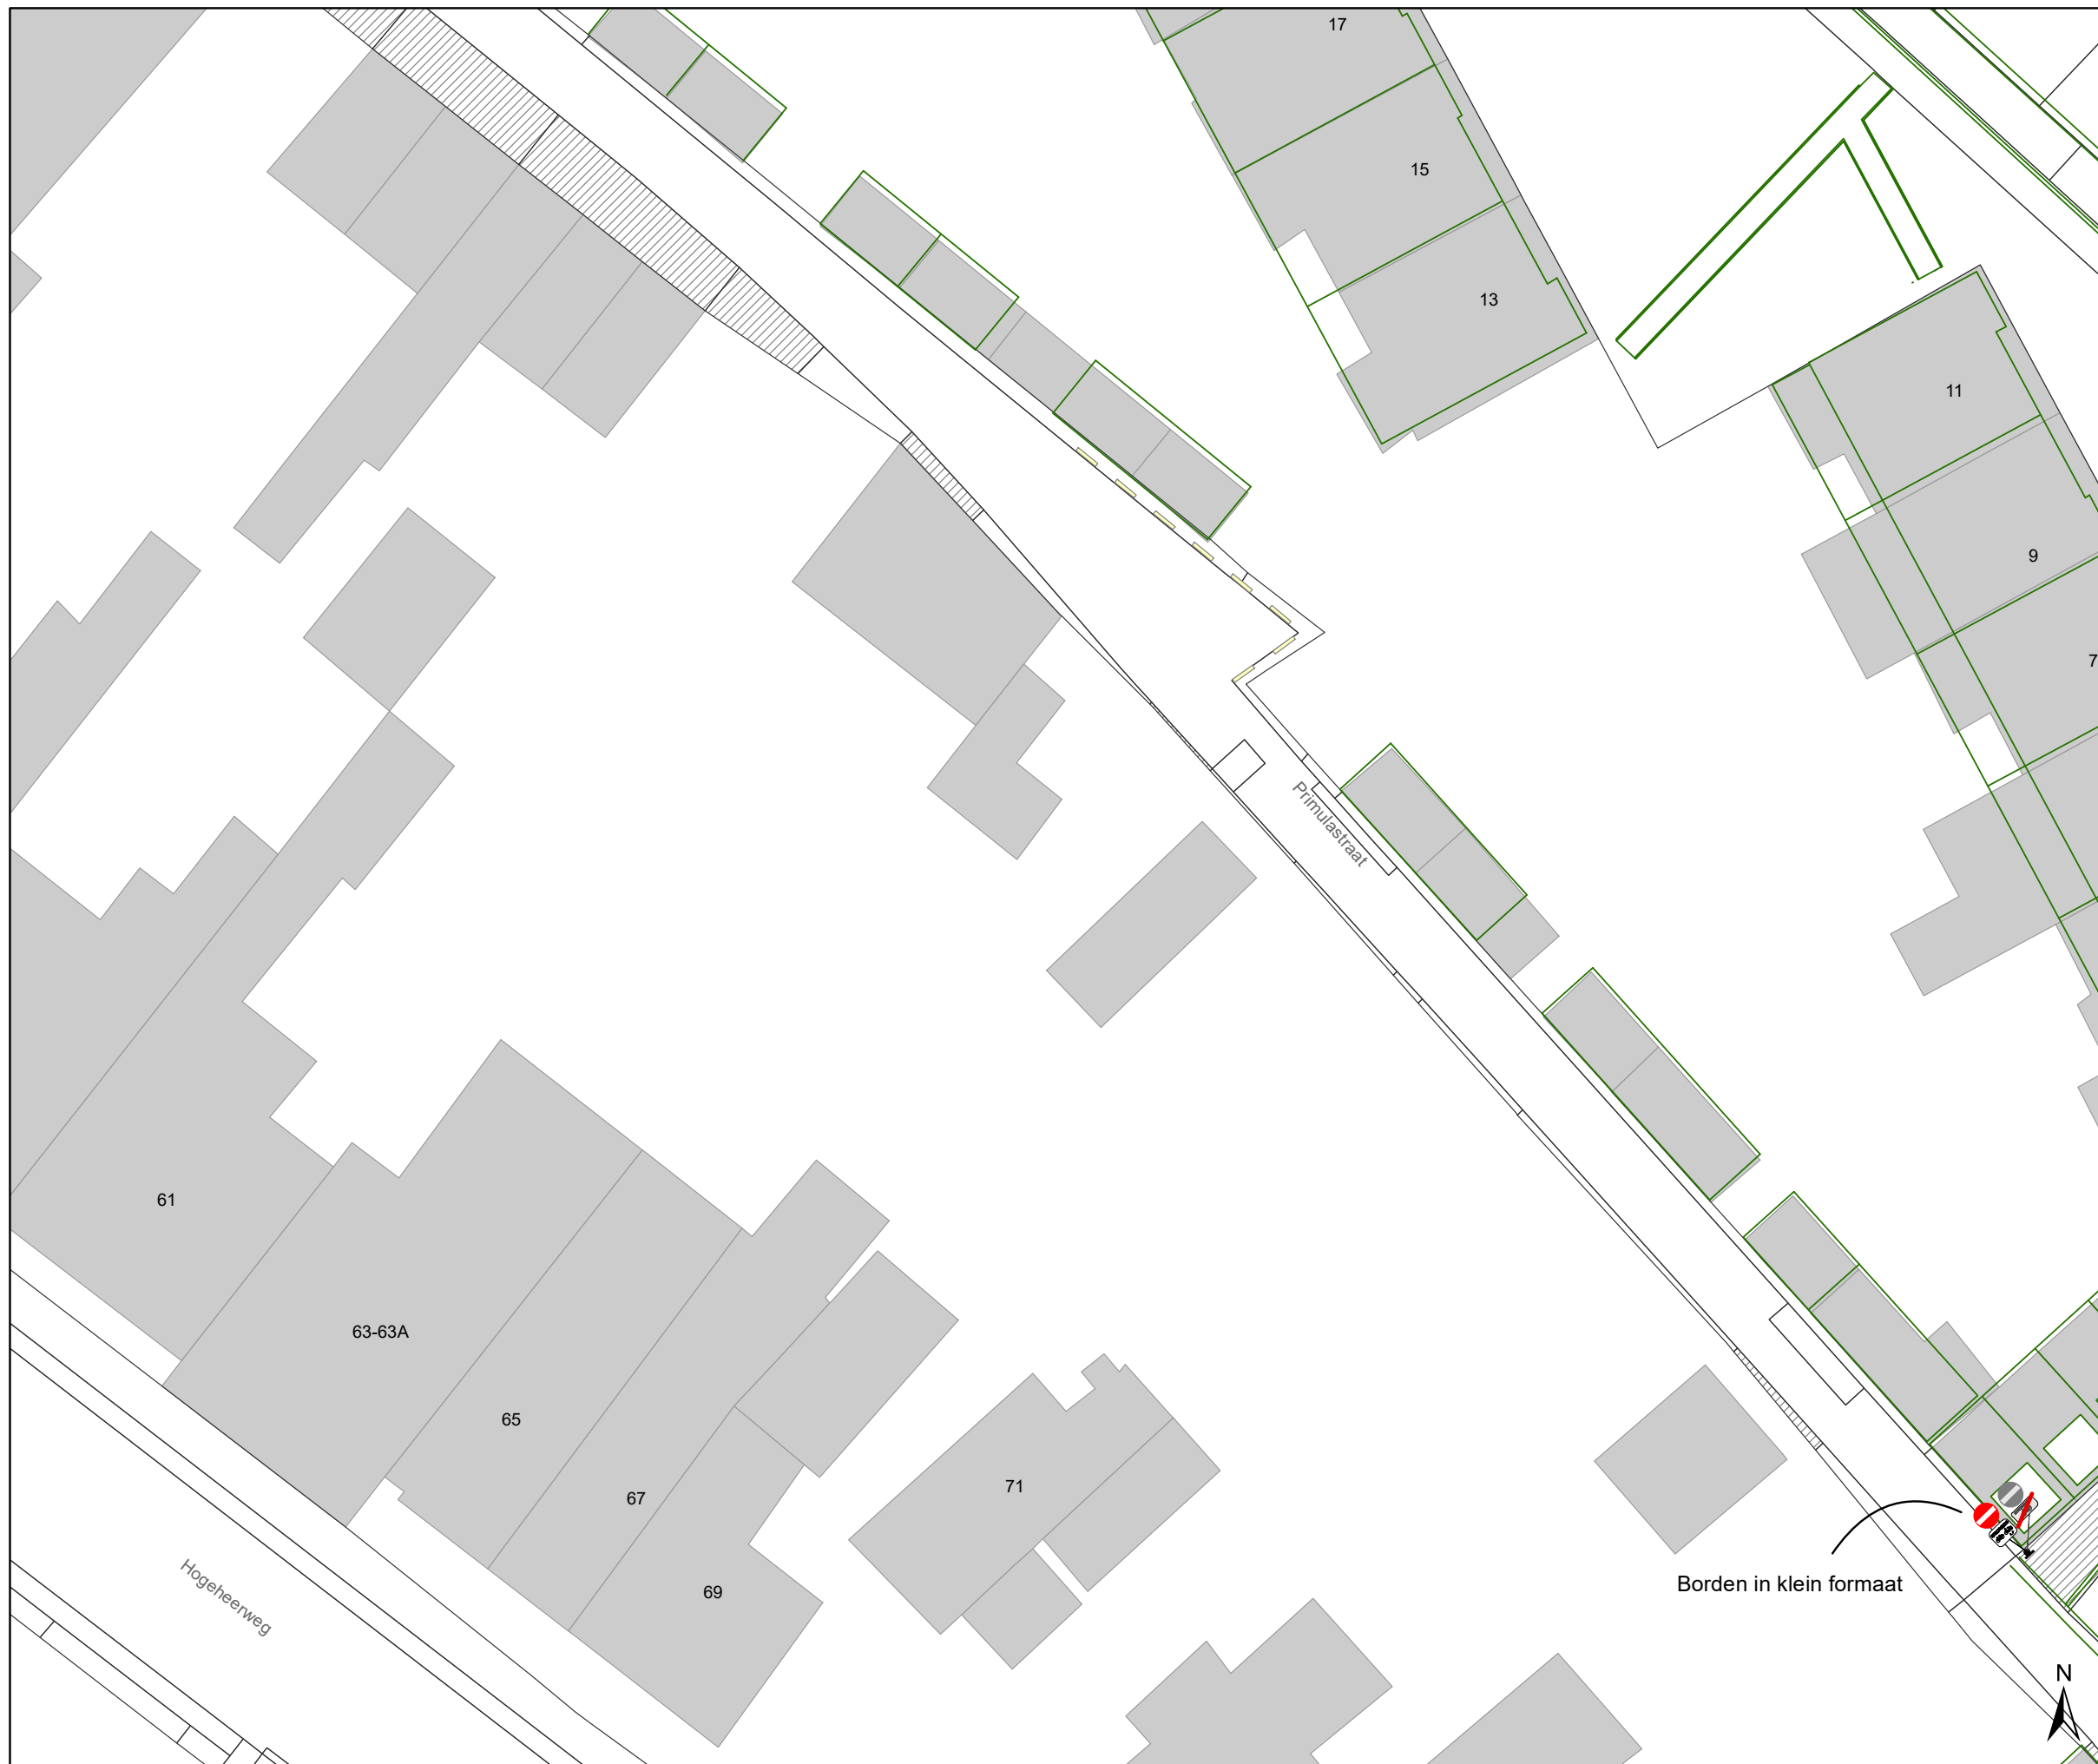 17
15
13
11
9
7
Primulastraat
61
63-63A
65
67
71
69
Hogeheerweg
Borden in klein formaat
N